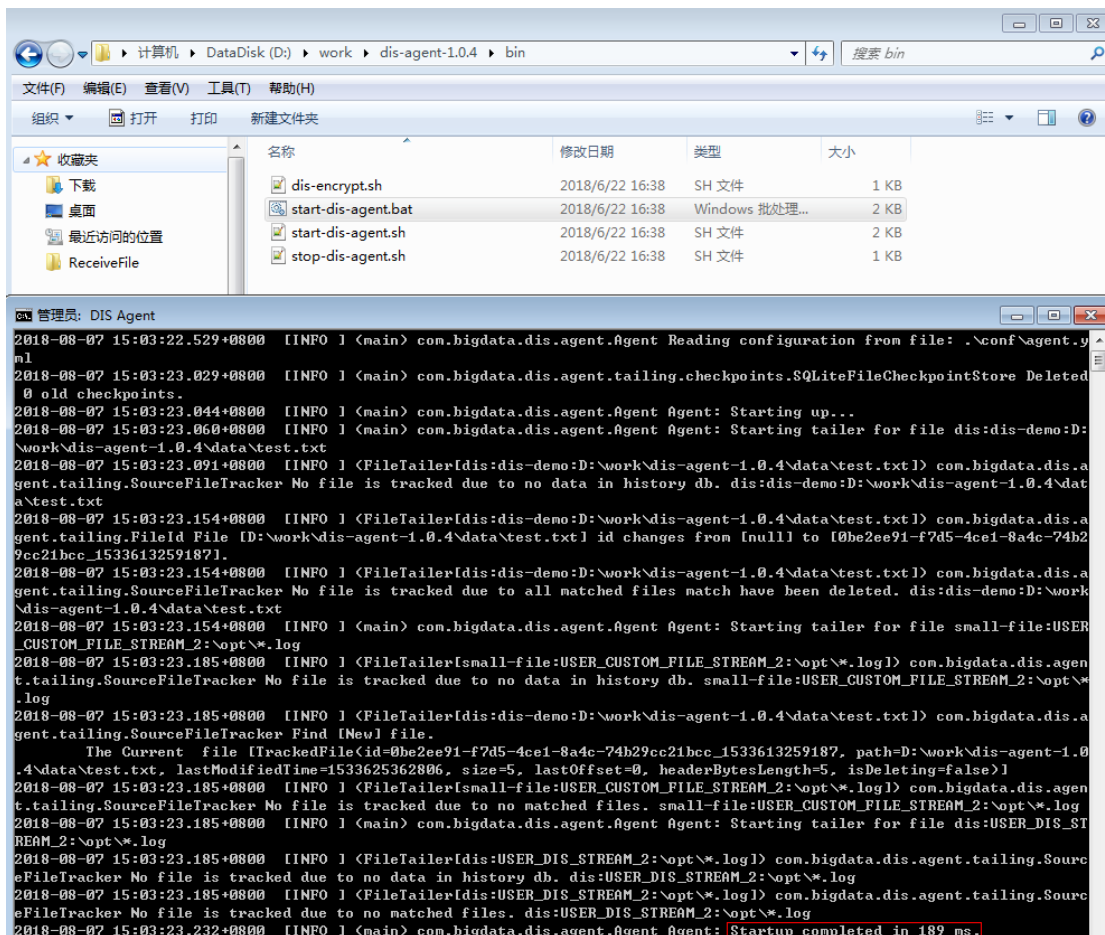 计算机 ▸ DataDisk (D:) ▸ work ▸ dis-agent-1.0.4 ▸ bin
搜索 bin
文件(F) 编辑(E) 查看(V) 工具(T) 帮助(H)
组织 打开 打印 新建文件夹
名称 修改日期 类型 大小
收藏夹
下载
桌面
最近访问的位置
ReceiveFile
dis-encrypt.sh 2018/6/22 16:38 SH 文件 1 KB
start-dis-agent.bat 2018/6/22 16:38 Windows 批处理... 2 KB
start-dis-agent.sh 2018/6/22 16:38 SH 文件 2 KB
stop-dis-agent.sh 2018/6/22 16:38 SH 文件 1 KB
管理员: DIS Agent
2018-08-07 15:03:22.529+0800 [INFO ] (main) com.bigdata.dis.agent.Agent Reading configuration from file: .\conf\agent.y
ml
2018-08-07 15:03:23.029+0800 [INFO ] (main) com.bigdata.dis.agent.tailing.checkpoints.SQLiteFileCheckpointStore Deleted
0 old checkpoints.
2018-08-07 15:03:23.044+0800 [INFO ] (main) com.bigdata.dis.agent.Agent Agent: Starting up...
2018-08-07 15:03:23.060+0800 [INFO ] (main) com.bigdata.dis.agent.Agent Agent: Starting tailer for file dis:dis-demo:D:
\work\dis-agent-1.0.4\data\test.txt
2018-08-07 15:03:23.091+0800 [INFO ] (FileTailer[dis:dis-demo:D:\work\dis-agent-1.0.4\data\test.txt]) com.bigdata.dis.a
gent.tailing.SourceFileTracker No file is tracked due to no data in history db. dis:dis-demo:D:\work\dis-agent-1.0.4\dat
a\test.txt
2018-08-07 15:03:23.154+0800 [INFO ] (FileTailer[dis:dis-demo:D:\work\dis-agent-1.0.4\data\test.txt]) com.bigdata.dis.a
gent.tailing.FileId File [D:\work\dis-agent-1.0.4\data\test.txt] id changes from [null] to [0be2ee91-f7d5-4ce1-8a4c-74b2
9cc21bcc_1533613259187].
2018-08-07 15:03:23.154+0800 [INFO ] (FileTailer[dis:dis-demo:D:\work\dis-agent-1.0.4\data\test.txt]) com.bigdata.dis.a
gent.tailing.SourceFileTracker No file is tracked due to all matched files match have been deleted. dis:dis-demo:D:\work
\dis-agent-1.0.4\data\test.txt
2018-08-07 15:03:23.154+0800 [INFO ] (main) com.bigdata.dis.agent.Agent Agent: Starting tailer for file small-file:USER
_CUSTOM_FILE_STREAM_2:\opt\*.log
2018-08-07 15:03:23.185+0800 [INFO ] (FileTailer[small-file:USER_CUSTOM_FILE_STREAM_2:\opt\*.log]) com.bigdata.dis.agen
t.tailing.SourceFileTracker No file is tracked due to no data in history db. small-file:USER_CUSTOM_FILE_STREAM_2:\opt\*
.log
2018-08-07 15:03:23.185+0800 [INFO ] (FileTailer[dis:dis-demo:D:\work\dis-agent-1.0.4\data\test.txt]) com.bigdata.dis.a
gent.tailing.SourceFileTracker Find [New] file.
The Current file [TrackedFile(id=0be2ee91-f7d5-4ce1-8a4c-74b29cc21bcc_1533613259187, path=D:\work\dis-agent-1.0
.4\data\test.txt, lastModifiedTime=1533625362806, size=5, lastOffset=0, headerBytesLength=5, isDeleting=false)]
2018-08-07 15:03:23.185+0800 [INFO ] (FileTailer[small-file:USER_CUSTOM_FILE_STREAM_2:\opt\*.log]) com.bigdata.dis.agen
t.tailing.SourceFileTracker No file is tracked due to no matched files. small-file:USER_CUSTOM_FILE_STREAM_2:\opt\*.log
2018-08-07 15:03:23.185+0800 [INFO ] (main) com.bigdata.dis.agent.Agent Agent: Starting tailer for file dis:USER_DIS_ST
REAM_2:\opt\*.log
2018-08-07 15:03:23.185+0800 [INFO ] (FileTailer[dis:USER_DIS_STREAM_2:\opt\*.log]) com.bigdata.dis.agent.tailing.Sourc
eFileTracker No file is tracked due to no data in history db. dis:USER_DIS_STREAM_2:\opt\*.log
2018-08-07 15:03:23.185+0800 [INFO ] (FileTailer[dis:USER_DIS_STREAM_2:\opt\*.log]) com.bigdata.dis.agent.tailing.Sourc
eFileTracker No file is tracked due to no matched files. dis:USER_DIS_STREAM_2:\opt\*.log
2018-08-07 15:03:23.232+0800 [INFO ] (main) com.bigdata.dis.agent.Agent Agent: Startup completed in 189 ms.